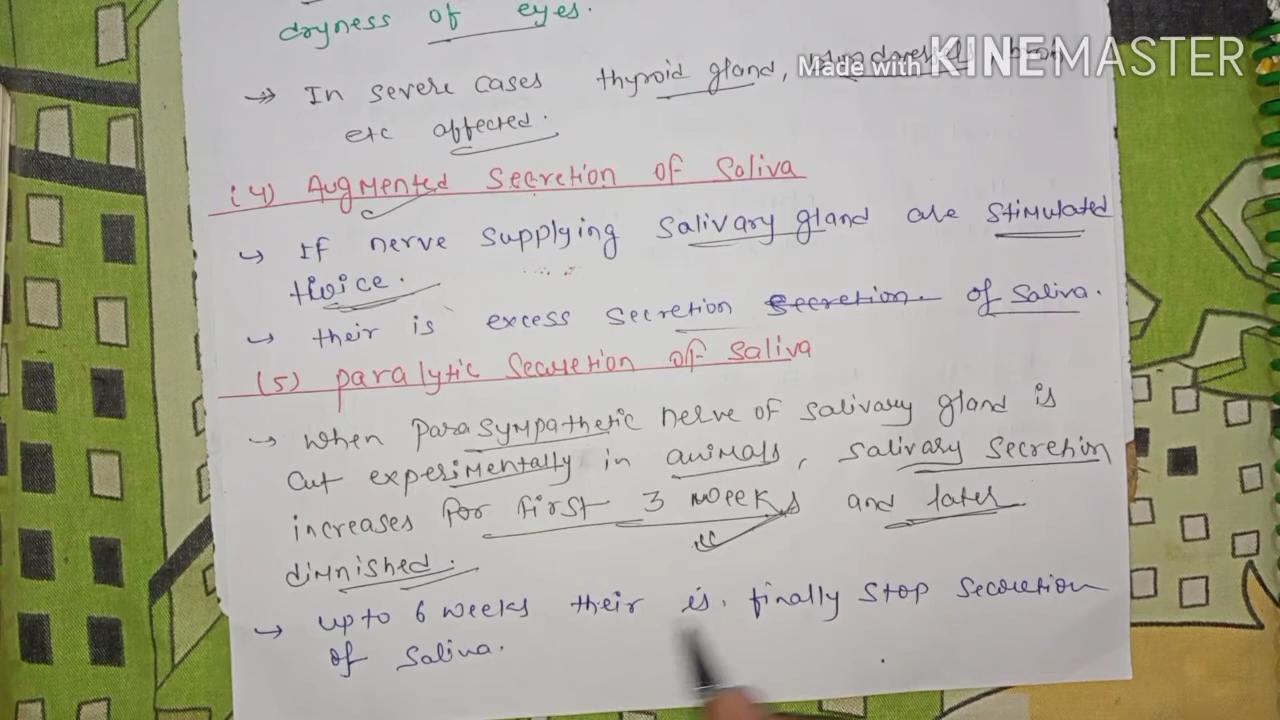 dryness of eyes.
Made with KINEMASTER
→ In severe cases thyroid gland,
etc affected.
(4) Augmented Secretion of Saliva
→ If nerve supplying salivary gland are stimulated
twice.
→ their is excess secretion secretion of saliva.
(5) Paralytic Secretion of Saliva
→ when parasympathetic nerve of salivary gland is
cut experimentally in animals, salivary secretion
increases for first 3 weeks and later
diminished.
→ upto 6 weeks their is finally stop secretion
of saliva.